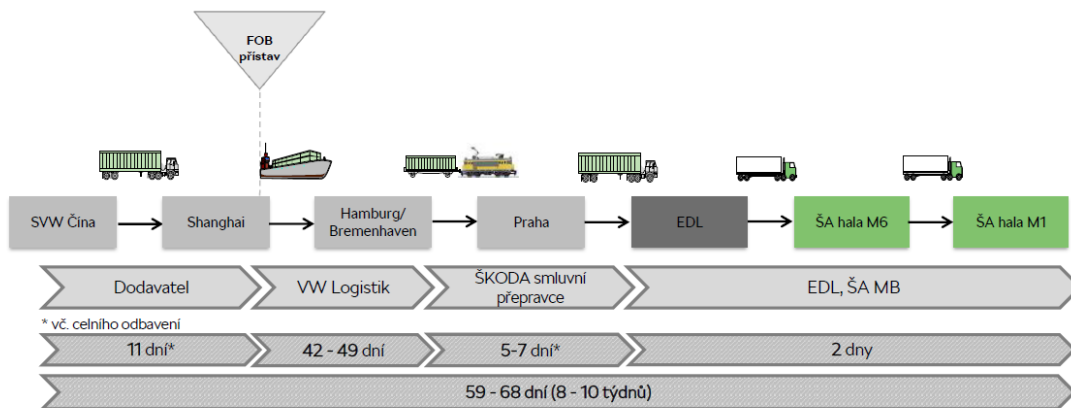 FOB
přístav
SVW Čína
Shanghai
Hamburg/
Bremenhaven
Praha
EDL
ŠA hala M6
ŠA hala M1
Dodavatel
VW Logistik
ŠKODA smluvní
přepravce
EDL, ŠA MB
* vč. celního odbavení
11 dní*
42 - 49 dní
5-7 dní*
2 dny
59 - 68 dní (8 - 10 týdnů)